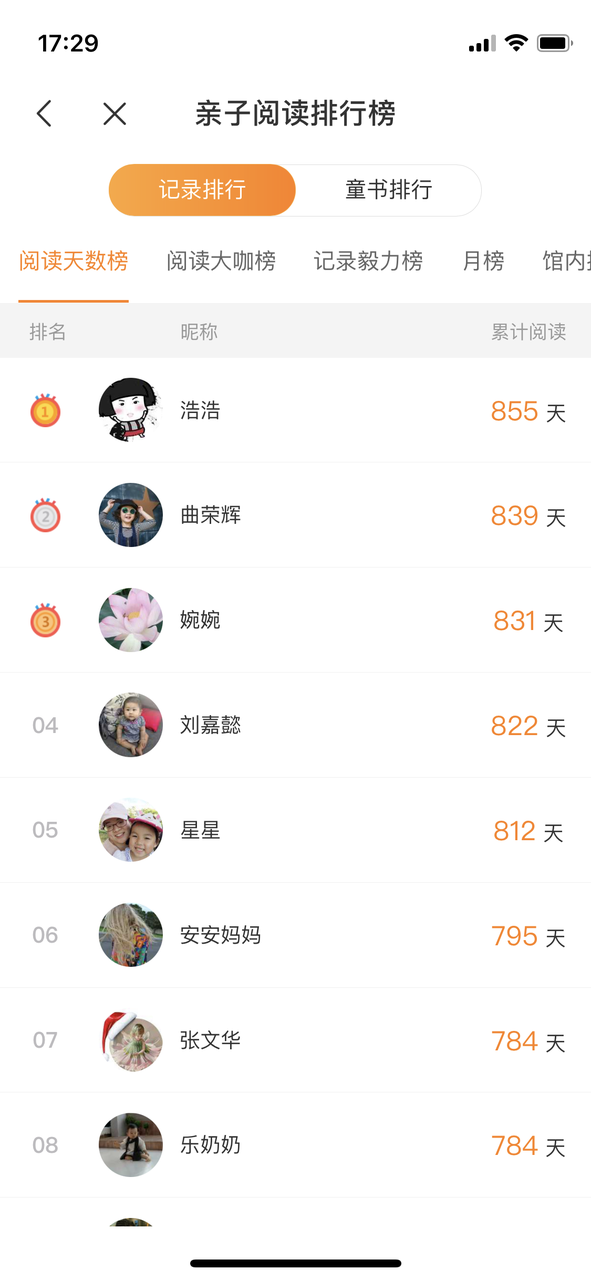 17:29
亲子阅读排行榜
记录排行 童书排行
阅读天数榜 阅读大咖榜 记录毅力榜 月榜 馆内
排名 昵称 累计阅读
1 浩浩 855 天
2 曲荣辉 839 天
3 婉婉 831 天
04 刘嘉懿 822 天
05 星星 812 天
06 安安妈妈 795 天
07 张文华 784 天
08 乐奶奶 784 天